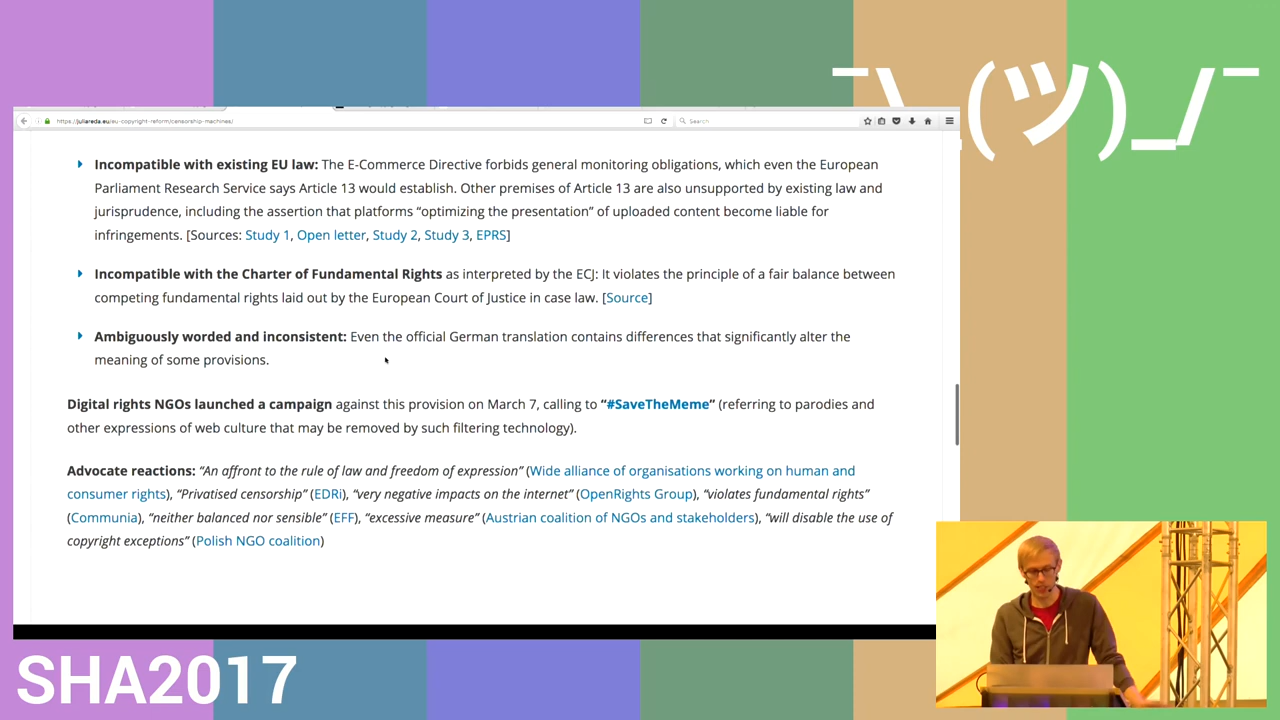 ¯\_(ツ)_/¯
https://juliareda.eu/eu-copyright-reform/censorship-machines/
Search
Incompatible with existing EU law: The E-Commerce Directive forbids general monitoring obligations, which even the European
Parliament Research Service says Article 13 would establish. Other premises of Article 13 are also unsupported by existing law and
jurisprudence, including the assertion that platforms “optimizing the presentation” of uploaded content become liable for
infringements. [Sources: Study 1, Open letter, Study 2, Study 3, EPRS]
Incompatible with the Charter of Fundamental Rights as interpreted by the ECJ: It violates the principle of a fair balance between
competing fundamental rights laid out by the European Court of Justice in case law. [Source]
Ambiguously worded and inconsistent: Even the official German translation contains differences that significantly alter the
meaning of some provisions.
Digital rights NGOs launched a campaign against this provision on March 7, calling to “#SaveTheMeme” (referring to parodies and
other expressions of web culture that may be removed by such filtering technology).
Advocate reactions: “An affront to the rule of law and freedom of expression” (Wide alliance of organisations working on human and
consumer rights), “Privatised censorship” (EDRi), “very negative impacts on the internet” (OpenRights Group), “violates fundamental rights”
(Communia), “neither balanced nor sensible” (EFF), “excessive measure” (Austrian coalition of NGOs and stakeholders), “will disable the use of
copyright exceptions” (Polish NGO coalition)
SHA2017